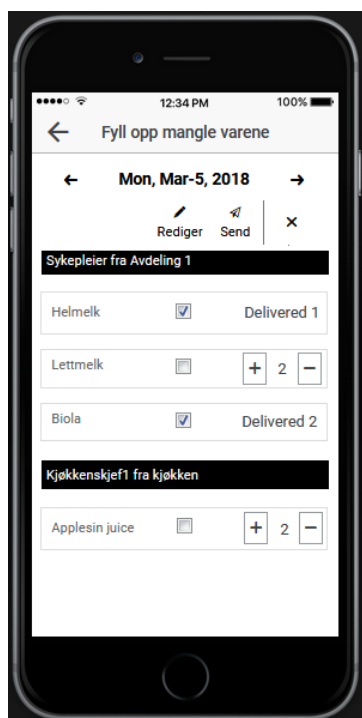 12:34 PM 100%
Fyll opp mangle varene
Mon, Mar-5, 2018
Rediger Send
Sykepleier fra Avdeling 1
Helmelk Delivered 1
Lettmelk + 2 −
Biola Delivered 2
Kjøkkenskjef1 fra kjøkken
Applesin juice + 2 −